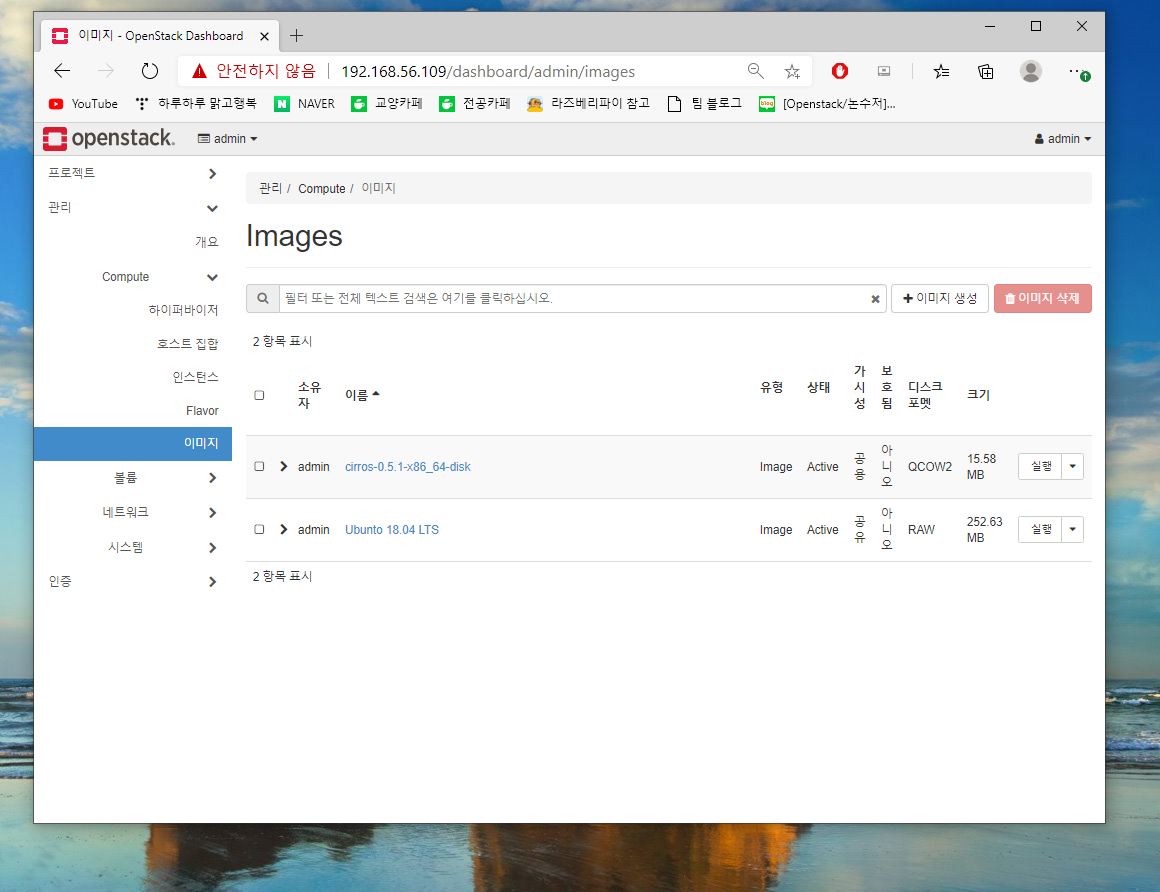 이미지 - OpenStack Dashboard
안전하지 않음
192.168.56.109/dashboard/admin/images
YouTube
하루하루 맑고행복
NAVER
교양카페
전공카페
라즈베리파이 참고
팀 블로그
[Openstack/논수저]...
openstack.
admin
admin
프로젝트
관리
개요
Compute
하이퍼바이저
호스트 집합
인스턴스
Flavor
이미지
볼륨
네트워크
시스템
인증
관리 / Compute / 이미지
Images
필터 또는 전체 텍스트 검색은 여기를 클릭하십시오.
이미지 생성
이미지 삭제
2 항목 표시
소유자 이름 유형 상태 가시성 보호됨 디스크 포멧 크기
admin cirros-0.5.1-x86_64-disk Image Active 공용 아니오 QCOW2 15.58 MB 실행
admin Ubunto 18.04 LTS Image Active 공유 아니오 RAW 252.63 MB 실행
2 항목 표시